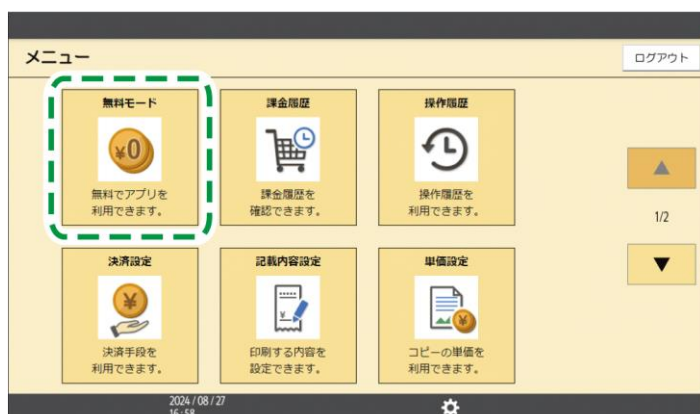 メニュー
ログアウト
無料モード
課金履歴
操作履歴
¥0
無料でアプリを
利用できます。
課金履歴を
確認できます。
操作履歴を
利用できます。
1/2
決済設定
記載内容設定
単価設定
¥
¥
¥
決済手段を
利用できます。
印刷する内容を
設定できます。
コピーの単価を
利用できます。
2024/08/27
16:58